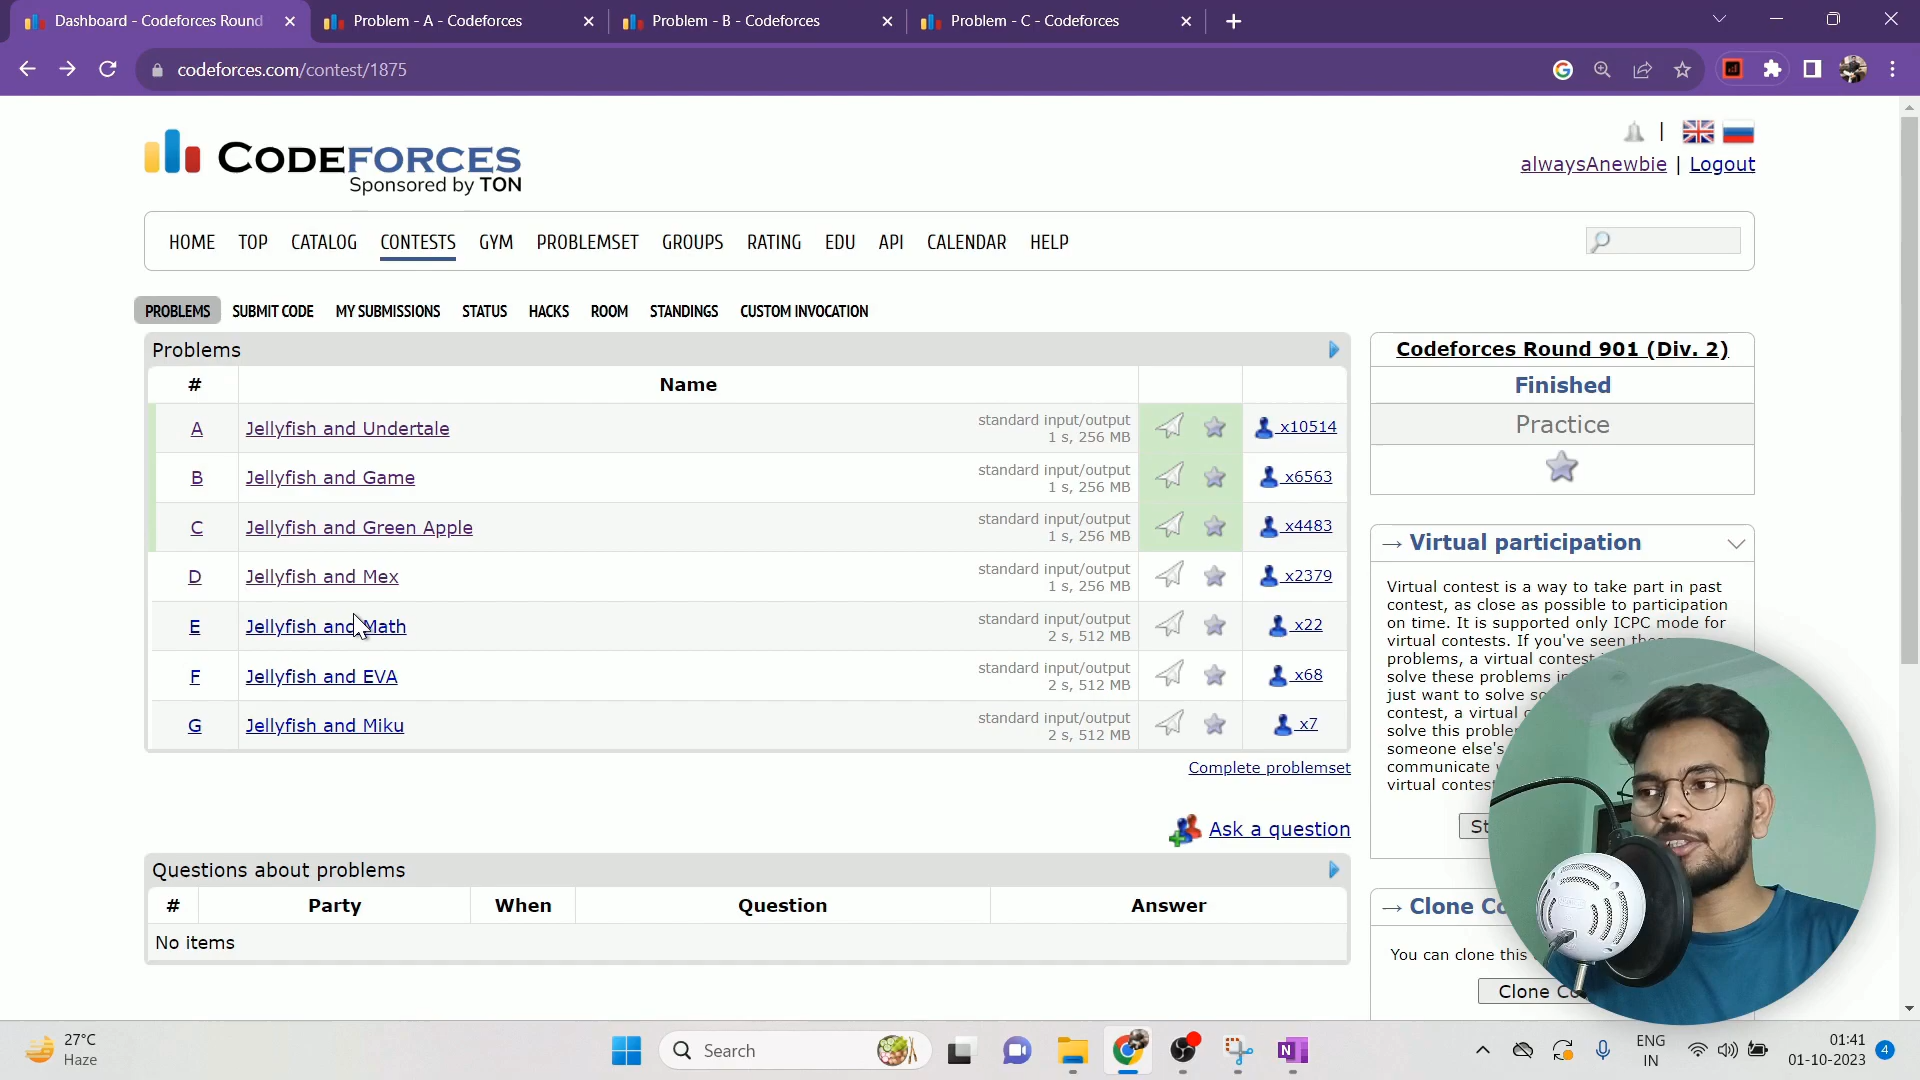 Dashboard - Codeforces Round
Problem - A - Codeforces
Problem - B - Codeforces
Problem - C - Codeforces
codeforces.com/contest/1875
CODEFORCES
Sponsored by TON
alwaysAnewbie | Logout
HOME TOP CATALOG CONTESTS GYM PROBLEMSET GROUPS RATING EDU API CALENDAR HELP
PROBLEMS SUBMIT CODE MY SUBMISSIONS STATUS HACKS ROOM STANDINGS CUSTOM INVOCATION
Problems
# Name
A Jellyfish and Undertale standard input/output x10514
1 s, 256 MB
B Jellyfish and Game standard input/output x6563
1 s, 256 MB
C Jellyfish and Green Apple standard input/output x4483
1 s, 256 MB
D Jellyfish and Mex standard input/output x2379
1 s, 256 MB
E Jellyfish and Math standard input/output x22
2 s, 512 MB
F Jellyfish and EVA standard input/output x68
2 s, 512 MB
G Jellyfish and Miku standard input/output x7
2 s, 512 MB
Complete problemset
Ask a question
Questions about problems
# Party When Question Answer
No items
Codeforces Round 901 (Div. 2)
Finished
Practice
→ Virtual participation
Virtual contest is a way to take part in past
contest, as close as possible to participation
on time. It is supported only ICPC mode for
virtual contests. If you've seen these
problems, a virtual contest
solve these problems in
just want to solve
contest, a virtual
solve this
someone else's
communicate
virtual
→ Clone
You can clone this
Clone
27°C
Haze
Search
N
ENG
IN
01:41
01-10-2023
4